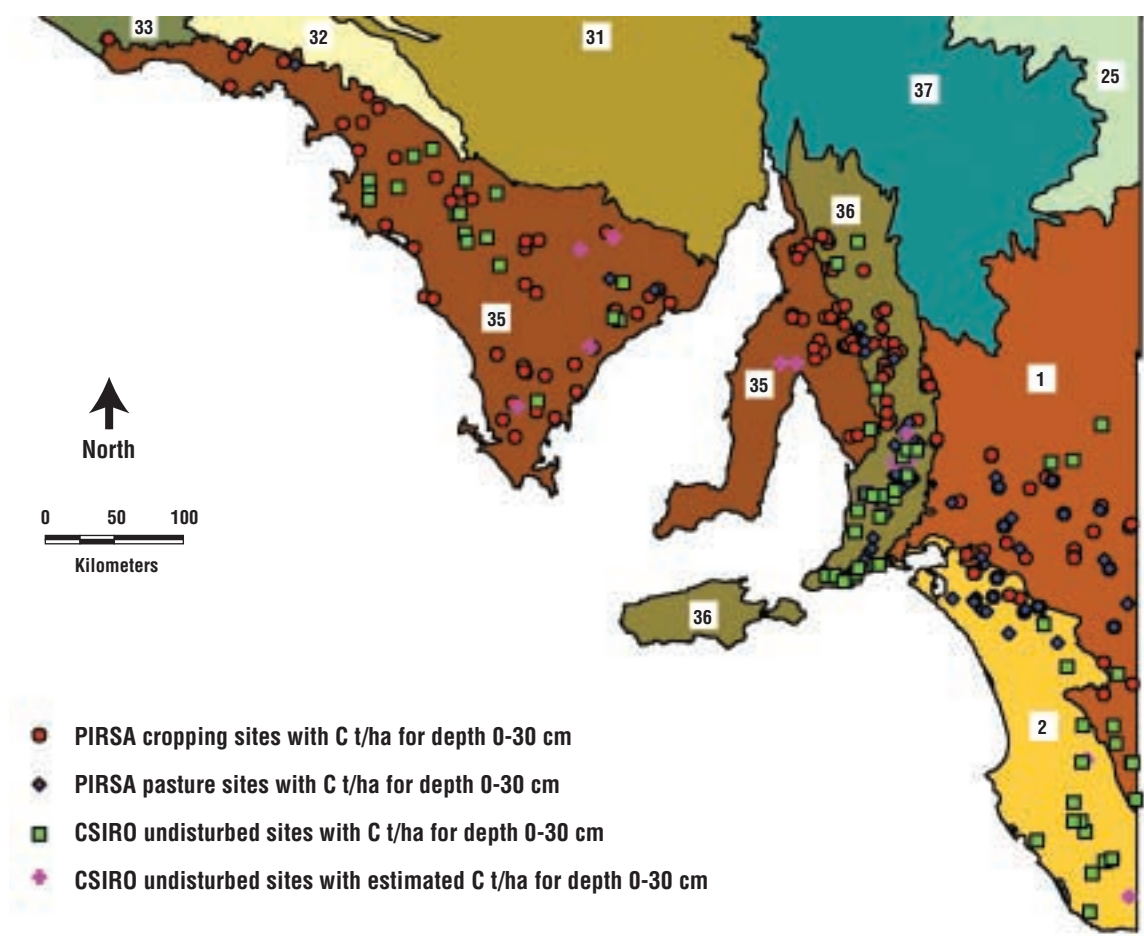 33
32
31
37
25
36
35
35
1
North
0 50 100
Kilometers
36
2
PIRSA cropping sites with C t/ha for depth 0-30 cm
PIRSA pasture sites with C t/ha for depth 0-30 cm
CSIRO undisturbed sites with C t/ha for depth 0-30 cm
CSIRO undisturbed sites with estimated C t/ha for depth 0-30 cm